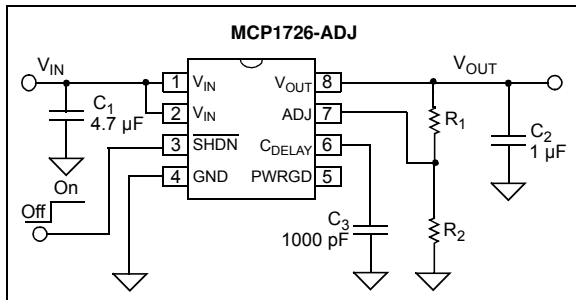 MCP1726-ADJ
V_IN
1 V_IN
2 V_IN
3 SHDN
4 GND
V_OUT 8
ADJ 7
C_DELAY 6
PWRGD 5
V_OUT
C_1
4.7 µF
R_1
C_2
1 µF
On
Off
C_3
1000 pF
R_2